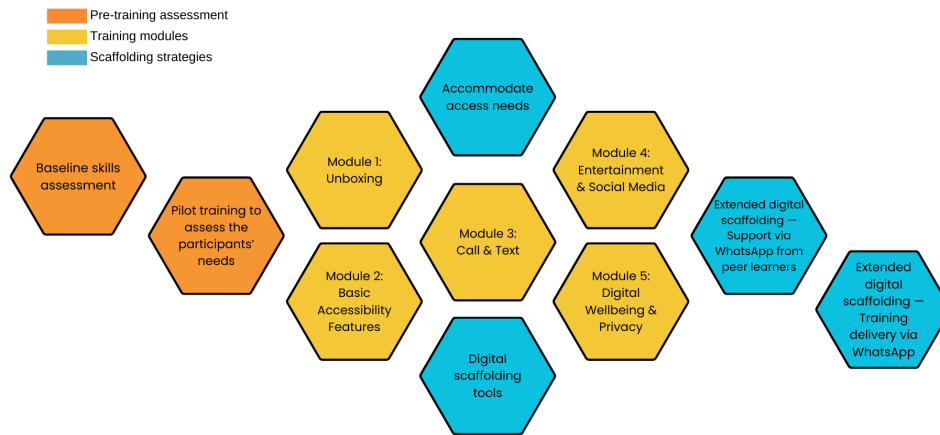 Pre-training assessment
Training modules
Scaffolding strategies
Baseline skills
assessment
Pilot training to
assess the
participants'
needs
Module 1:
Unboxing
Module 2:
Basic
Accessibility
Features
Accommodate
access needs
Module 3:
Call & Text
Digital
scaffolding
tools
Module 4:
Entertainment
& Social Media
Module 5:
Digital
Wellbeing &
Privacy
Extended digital
scaffolding —
Support via
WhatsApp from
peer learners
Extended
digital
scaffolding —
Training
delivery via
WhatsApp